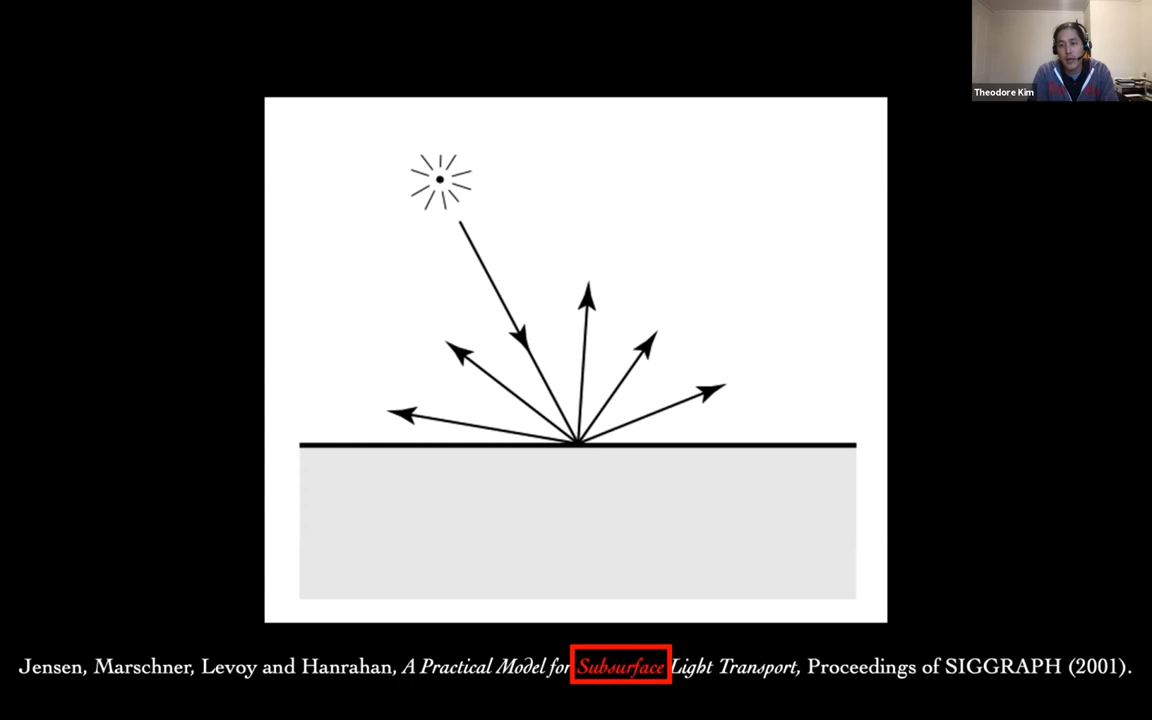 Theodore Kim
Jensen, Marschner, Levoy and Hanrahan, A Practical Model for Subsurface Light Transport, Proceedings of SIGGRAPH (2001).